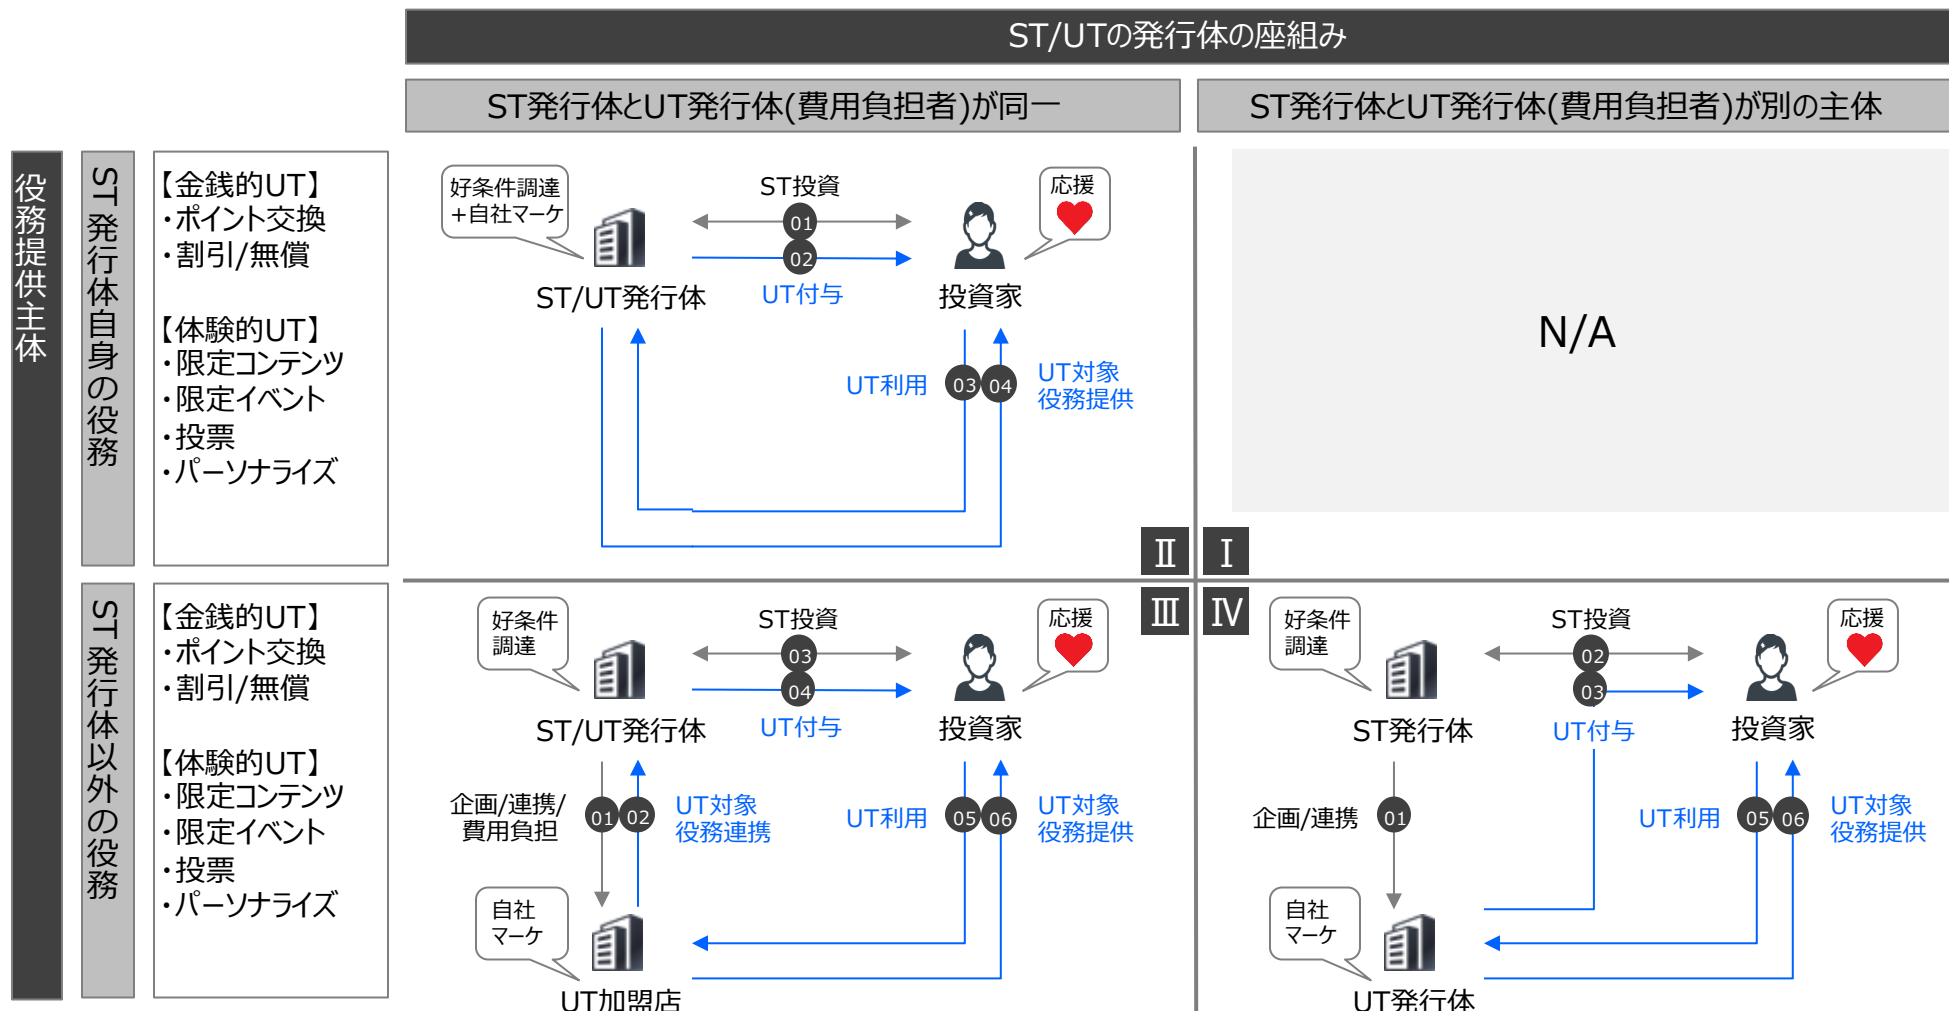 ST/UTの発行体の座組み
ST発行体とUT発行体(費用負担者)が同一
ST発行体とUT発行体(費用負担者)が別の主体
役務提供主体
ST発行体自身の役務
【金銭的UT】
・ポイント交換
・割引/無償
【体験的UT】
・限定コンテンツ
・限定イベント
・投票
・パーソナライズ
好条件調達
+自社マーケ
ST投資
01
02
UT付与
応援
ST/UT発行体
投資家
UT利用
03
04
UT対象
役務提供
Ⅱ
N/A
Ⅰ
ST発行体以外の役務
【金銭的UT】
・ポイント交換
・割引/無償
【体験的UT】
・限定コンテンツ
・限定イベント
・投票
・パーソナライズ
Ⅲ
好条件
調達
ST投資
03
04
UT付与
応援
ST/UT発行体
投資家
企画/連携/
費用負担
01
02
UT対象
役務連携
UT利用
05
06
UT対象
役務提供
自社
マーケ
UT加盟店
Ⅳ
好条件
調達
ST投資
02
03
UT付与
応援
ST発行体
投資家
企画/連携
01
UT利用
05
06
UT対象
役務提供
自社
マーケ
UT発行体